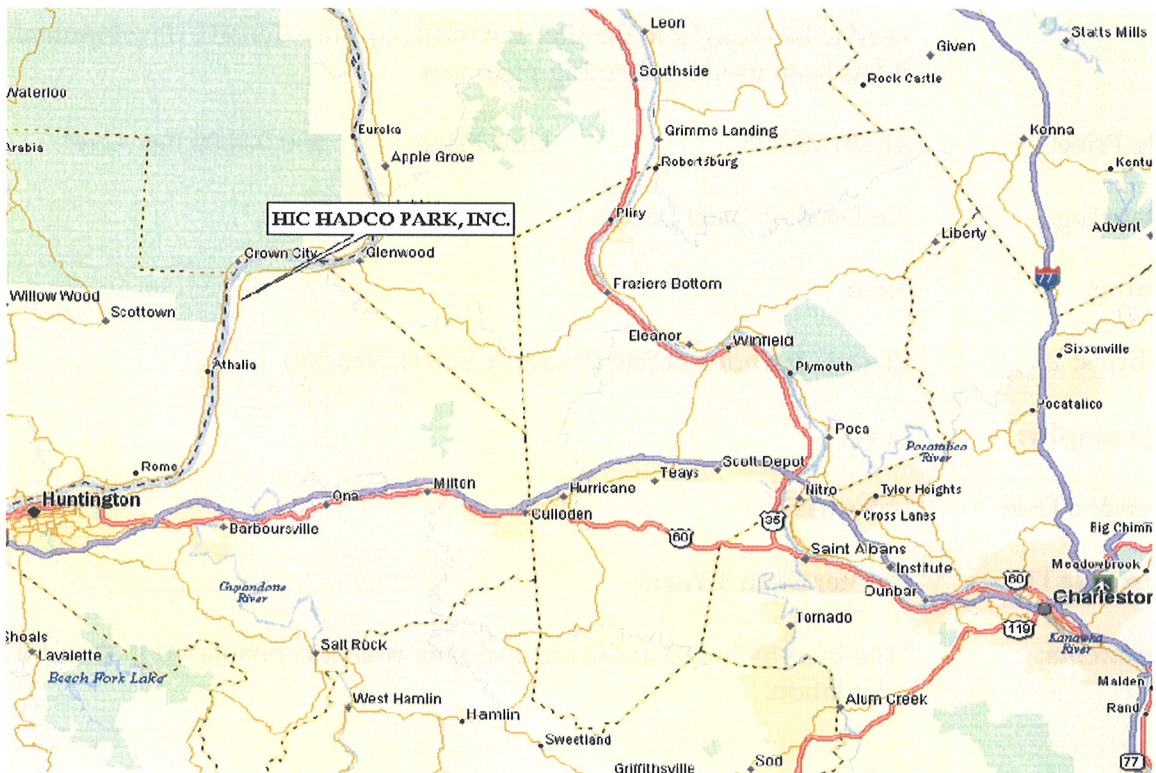 Leon
Statts Mills
Given
Southside
Rock Castle
Waterloo
Eureka
Grimms Landing
Kenna
Arabia
Apple Grove
Robertsburg
Kentu
HIC HADCO PARK, INC.
Pliny
Liberty
Advent
Crown City
Glenwood
77
Willow Wood
Fraziers Bottom
Scottown
Eleanor
Winfield
Sissonville
Athalia
Plymouth
Pocatalico
Poca
Pocatalico
River
Rome
Scott Depot
Teays
Milton
Huntington
Ona
Hurricane
Nitro
Tyler Heights
Culloden
Cross Lanes
Barboursville
35
60
Big Chimn
Saint Albans
Institute
Meadowbrook
60
Guyandotte
River
Dunbar
Charleston
Tornado
119
Kanawha
River
Shoals
Salt Rock
Lavalette
Beech Fork Lake
Malden
West Hamlin
Alum Creek
Rand
Hamlin
Sweetland
Sod
77
Griffithsville